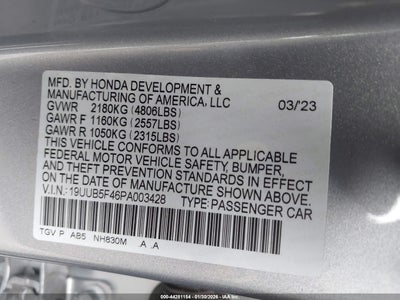 MFD. BY HONDA DEVELOPMENT &
MANUFACTURING OF AMERICA, LLC 03/23
GVWR 2180KG (4806LBS)
GAWR F 1160KG (2557LBS)
GAWR R 1050KG (2315LBS)
THIS VEHICLE CONFORMS TO ALL APPLICABLE
FEDERAL MOTOR VEHICLE SAFETY, BUMPER,
AND THEFT PREVENTION STANDARDS IN
EFFECT ON THE DATE OF
MANUFACTURE SHOWN ABOVE.
V.I.N.: 19UUB5F46PA003428
TYPE: PASSENGER CAR
TGV P AB5 NH830M A A
# 44281154 - 01/30/2026 - IAA Inc.